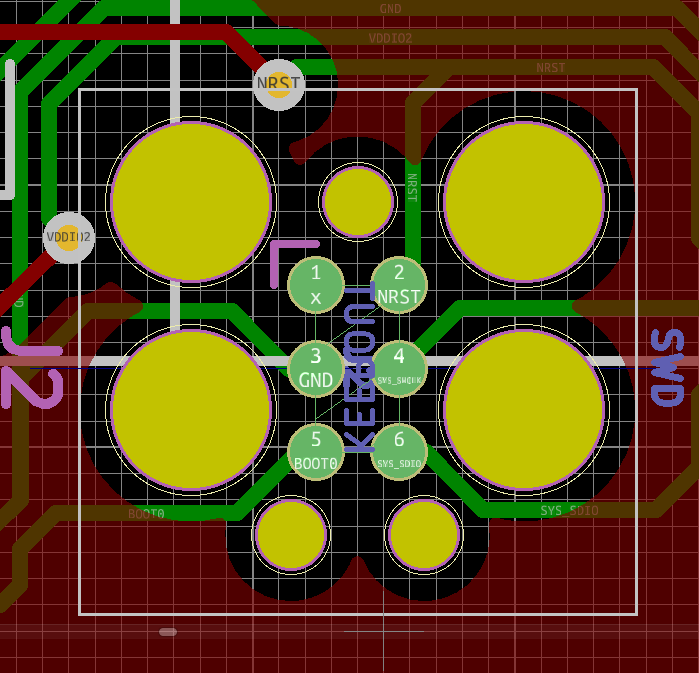 GND
VDDIO2
NRST
NRST
NRST
VDDIO2
1
x
2
NRST
KEEPOUT
J2
3
GND
4
SYS_SWCLK
SWD
5
BOOT0
6
SYS_SDIO
BOOT0
SYS_SDIO